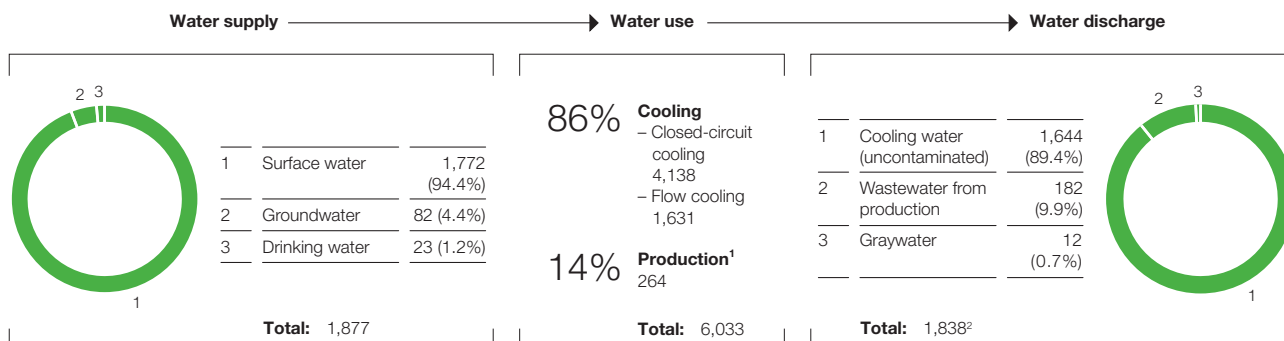 Water supply
Water use
Water discharge
2
3
1
1 Surface water 1,772
(94.4%)
2 Groundwater 82 (4.4%)
3 Drinking water 23 (1.2%)
Total: 1,877
86% Cooling
– Closed-circuit
cooling
4,138
– Flow cooling
1,631
14% Production¹
264
Total: 6,033
1 Cooling water 1,644
(uncontaminated) (89.4%)
2 Wastewater from 182
production (9.9%)
3 Graywater 12
(0.7%)
Total: 1,838²
2
3
1